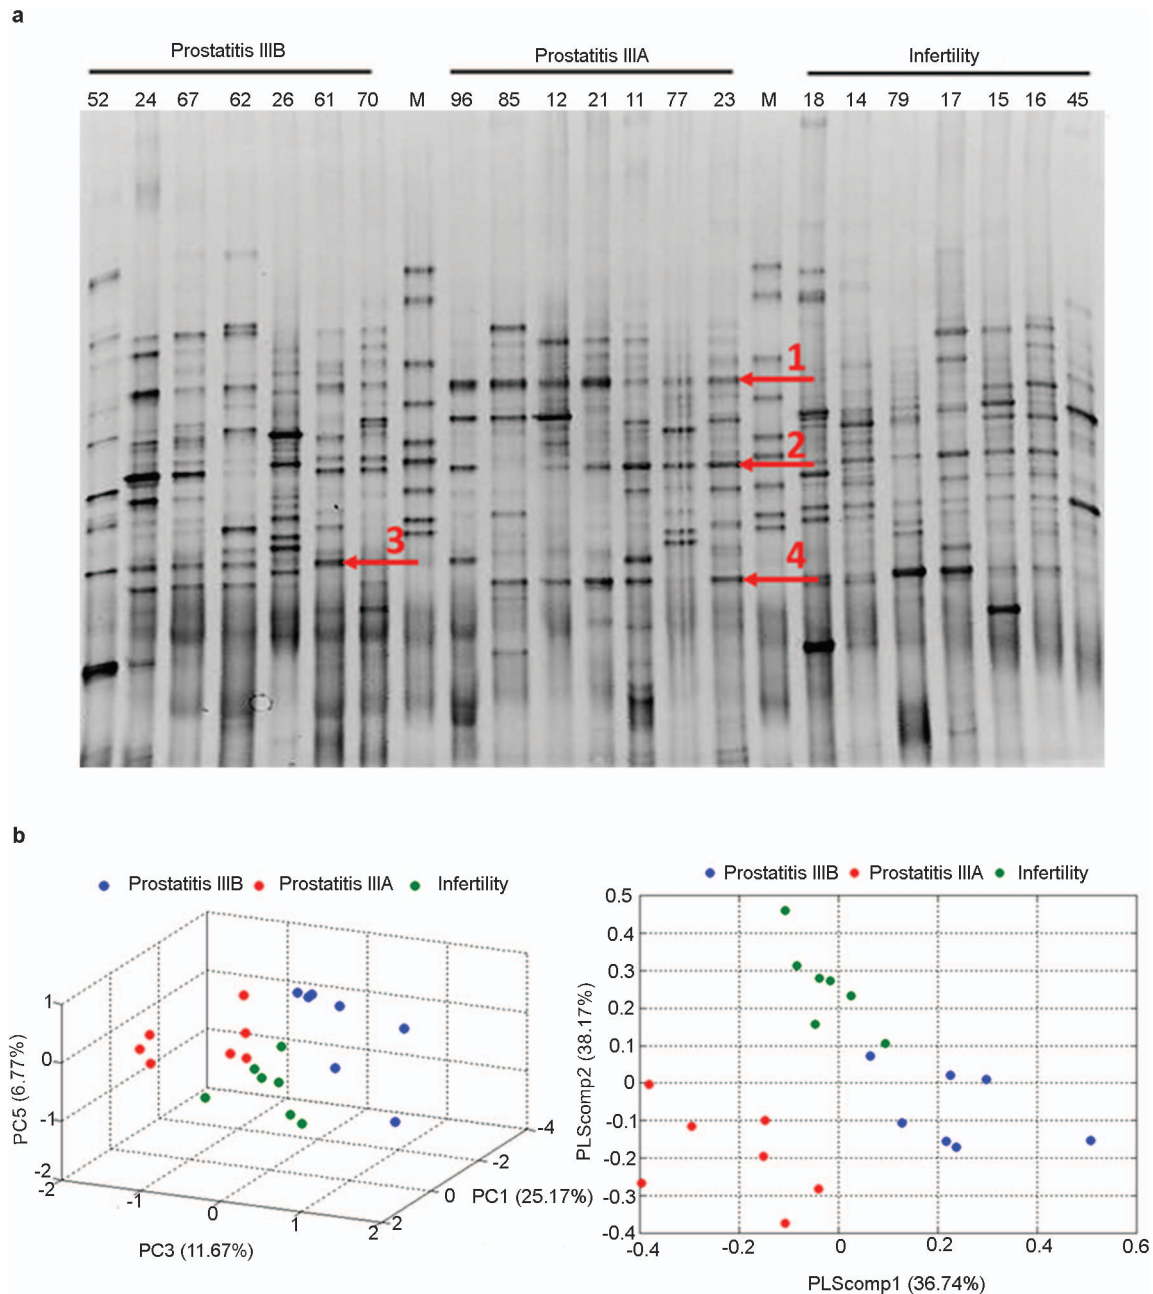 a
Prostatitis IIIB Prostatitis IIIA Infertility
52 24 67 62 26 61 70 M 96 85 12 21 11 77 23 M 18 14 79 17 15 16 45
1
2
3
4
b
Prostatitis IIIB Prostatitis IIIA Infertility
1
0
-1
-2
PC5 (6.77%)
-2
-1
0
1
2
PC3 (11.67%)
-4
-2
0
-2
PC1 (25.17%)
Prostatitis IIIB Prostatitis IIIA Infertility
0.5
0.4
0.3
0.2
0.1
0
-0.1
-0.2
-0.3
-0.4
PLScomp2 (38.17%)
-0.4 -0.2 0 0.2 0.4 0.6
PLScomp1 (36.74%)